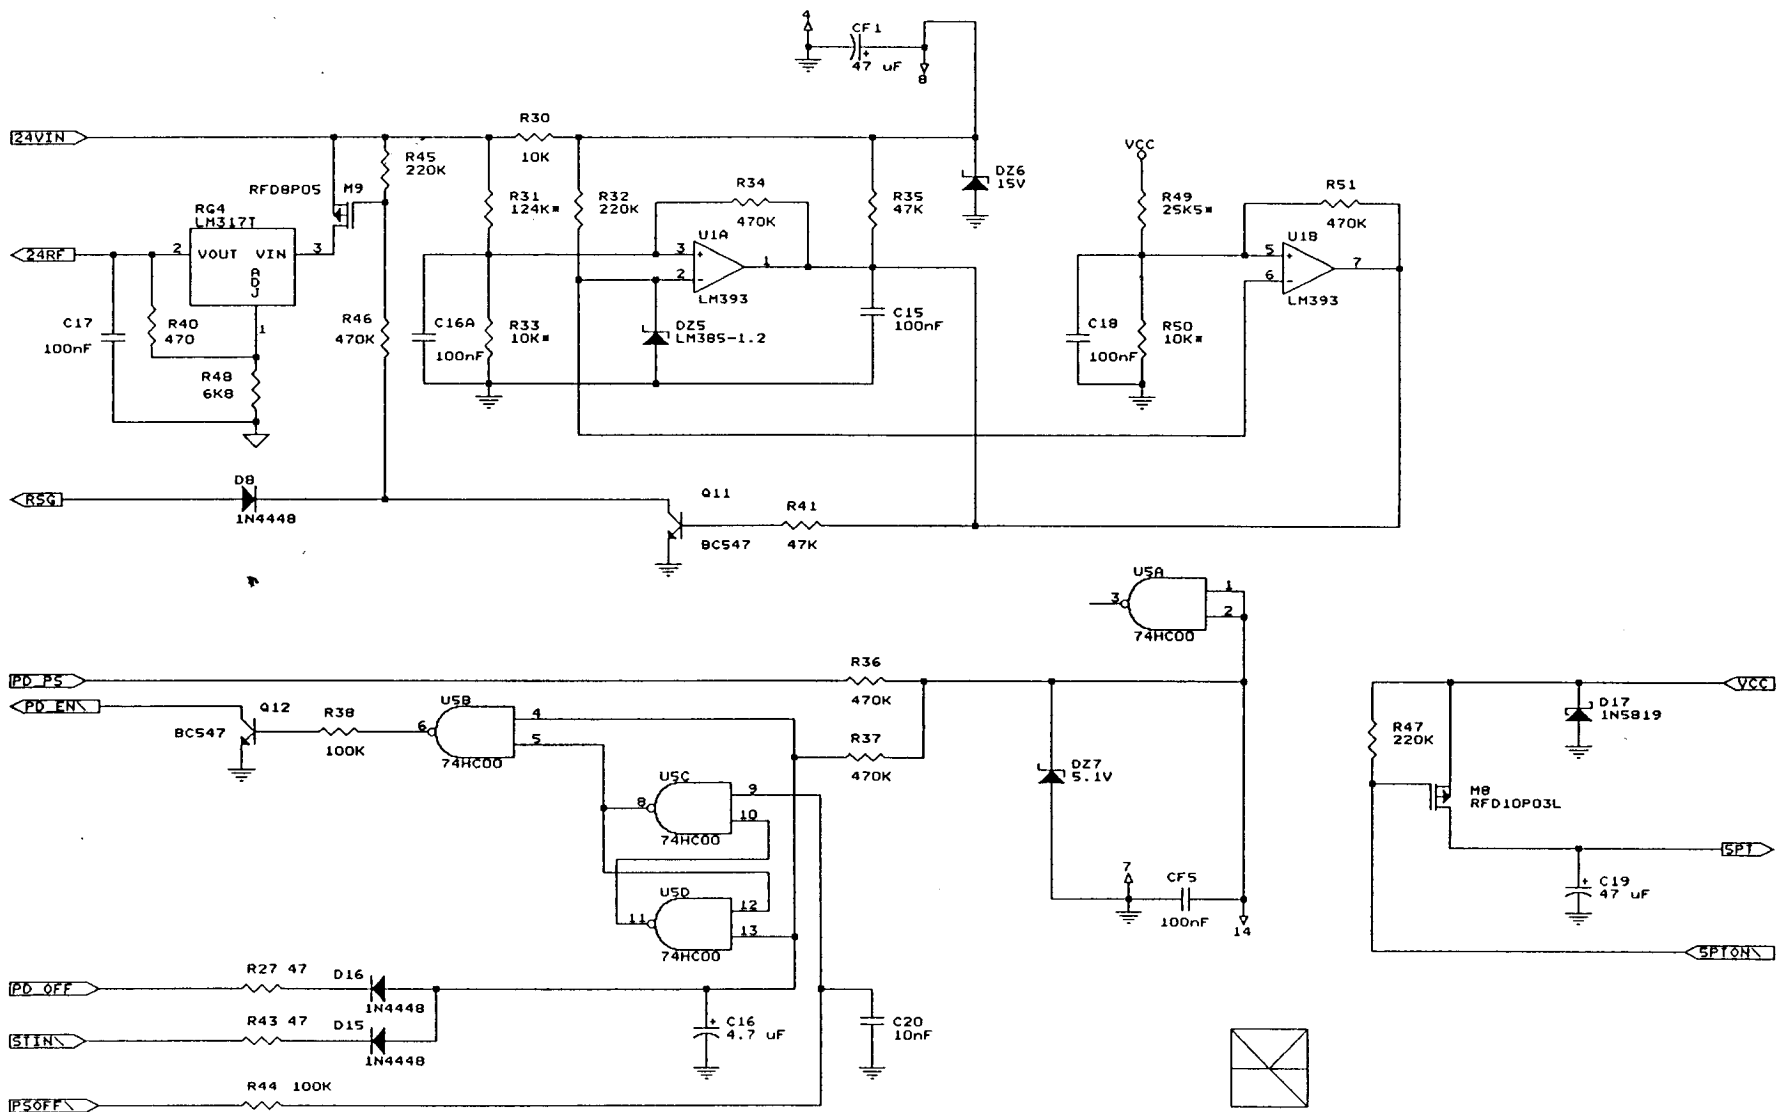 4
CF1
47 uF
8
24VIN
R30
10K
R45
220K
RFD8P05
M9
RG4
LM317T
2
VOUT
VIN
3
ADJ
1
24RF
C17
100nF
R40
470
R48
6K8
R46
470K
R31
124K*
R32
220K
R34
470K
R35
47K
U1A
3
+
2
-
1
LM393
C16A
100nF
R33
10K*
DZ5
LM385-1.2
C15
100nF
DZ6
15V
VCC
R49
25K5*
R51
470K
U1B
5
+
6
-
7
LM393
C18
100nF
R50
10K*
RSG
D8
1N4448
Q11
BC547
R41
47K
U5A
3
1
2
74HC00
PD_PS
R36
470K
PD_EN\
Q12
BC547
R38
100K
U5B
6
4
5
74HC00
R37
470K
U5C
8
9
10
74HC00
U5D
11
12
13
74HC00
DZ7
5.1V
7
CF5
100nF
14
VCC
D17
1N5819
R47
220K
M8
RFD10P03L
SPT
+
C19
47 uF
SPTON\
PD_OFF
R27 47
D16
1N4448
STIN\
R43 47
D15
1N4448
+
C16
4.7 uF
C20
10nF
PSOFF\
R44 100K